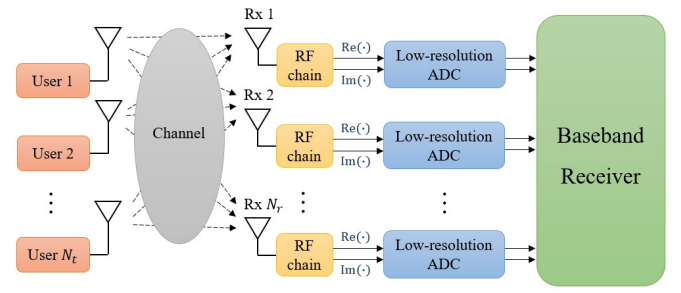 Rx 1
User 1
RF
chain
Re(·)
Im(·)
Low-resolution
ADC
Rx 2
User 2
Channel
RF
chain
Re(·)
Im(·)
Low-resolution
ADC
Baseband
Receiver
⋮
⋮
⋮
Rx N_r
User N_t
RF
chain
Re(·)
Im(·)
Low-resolution
ADC